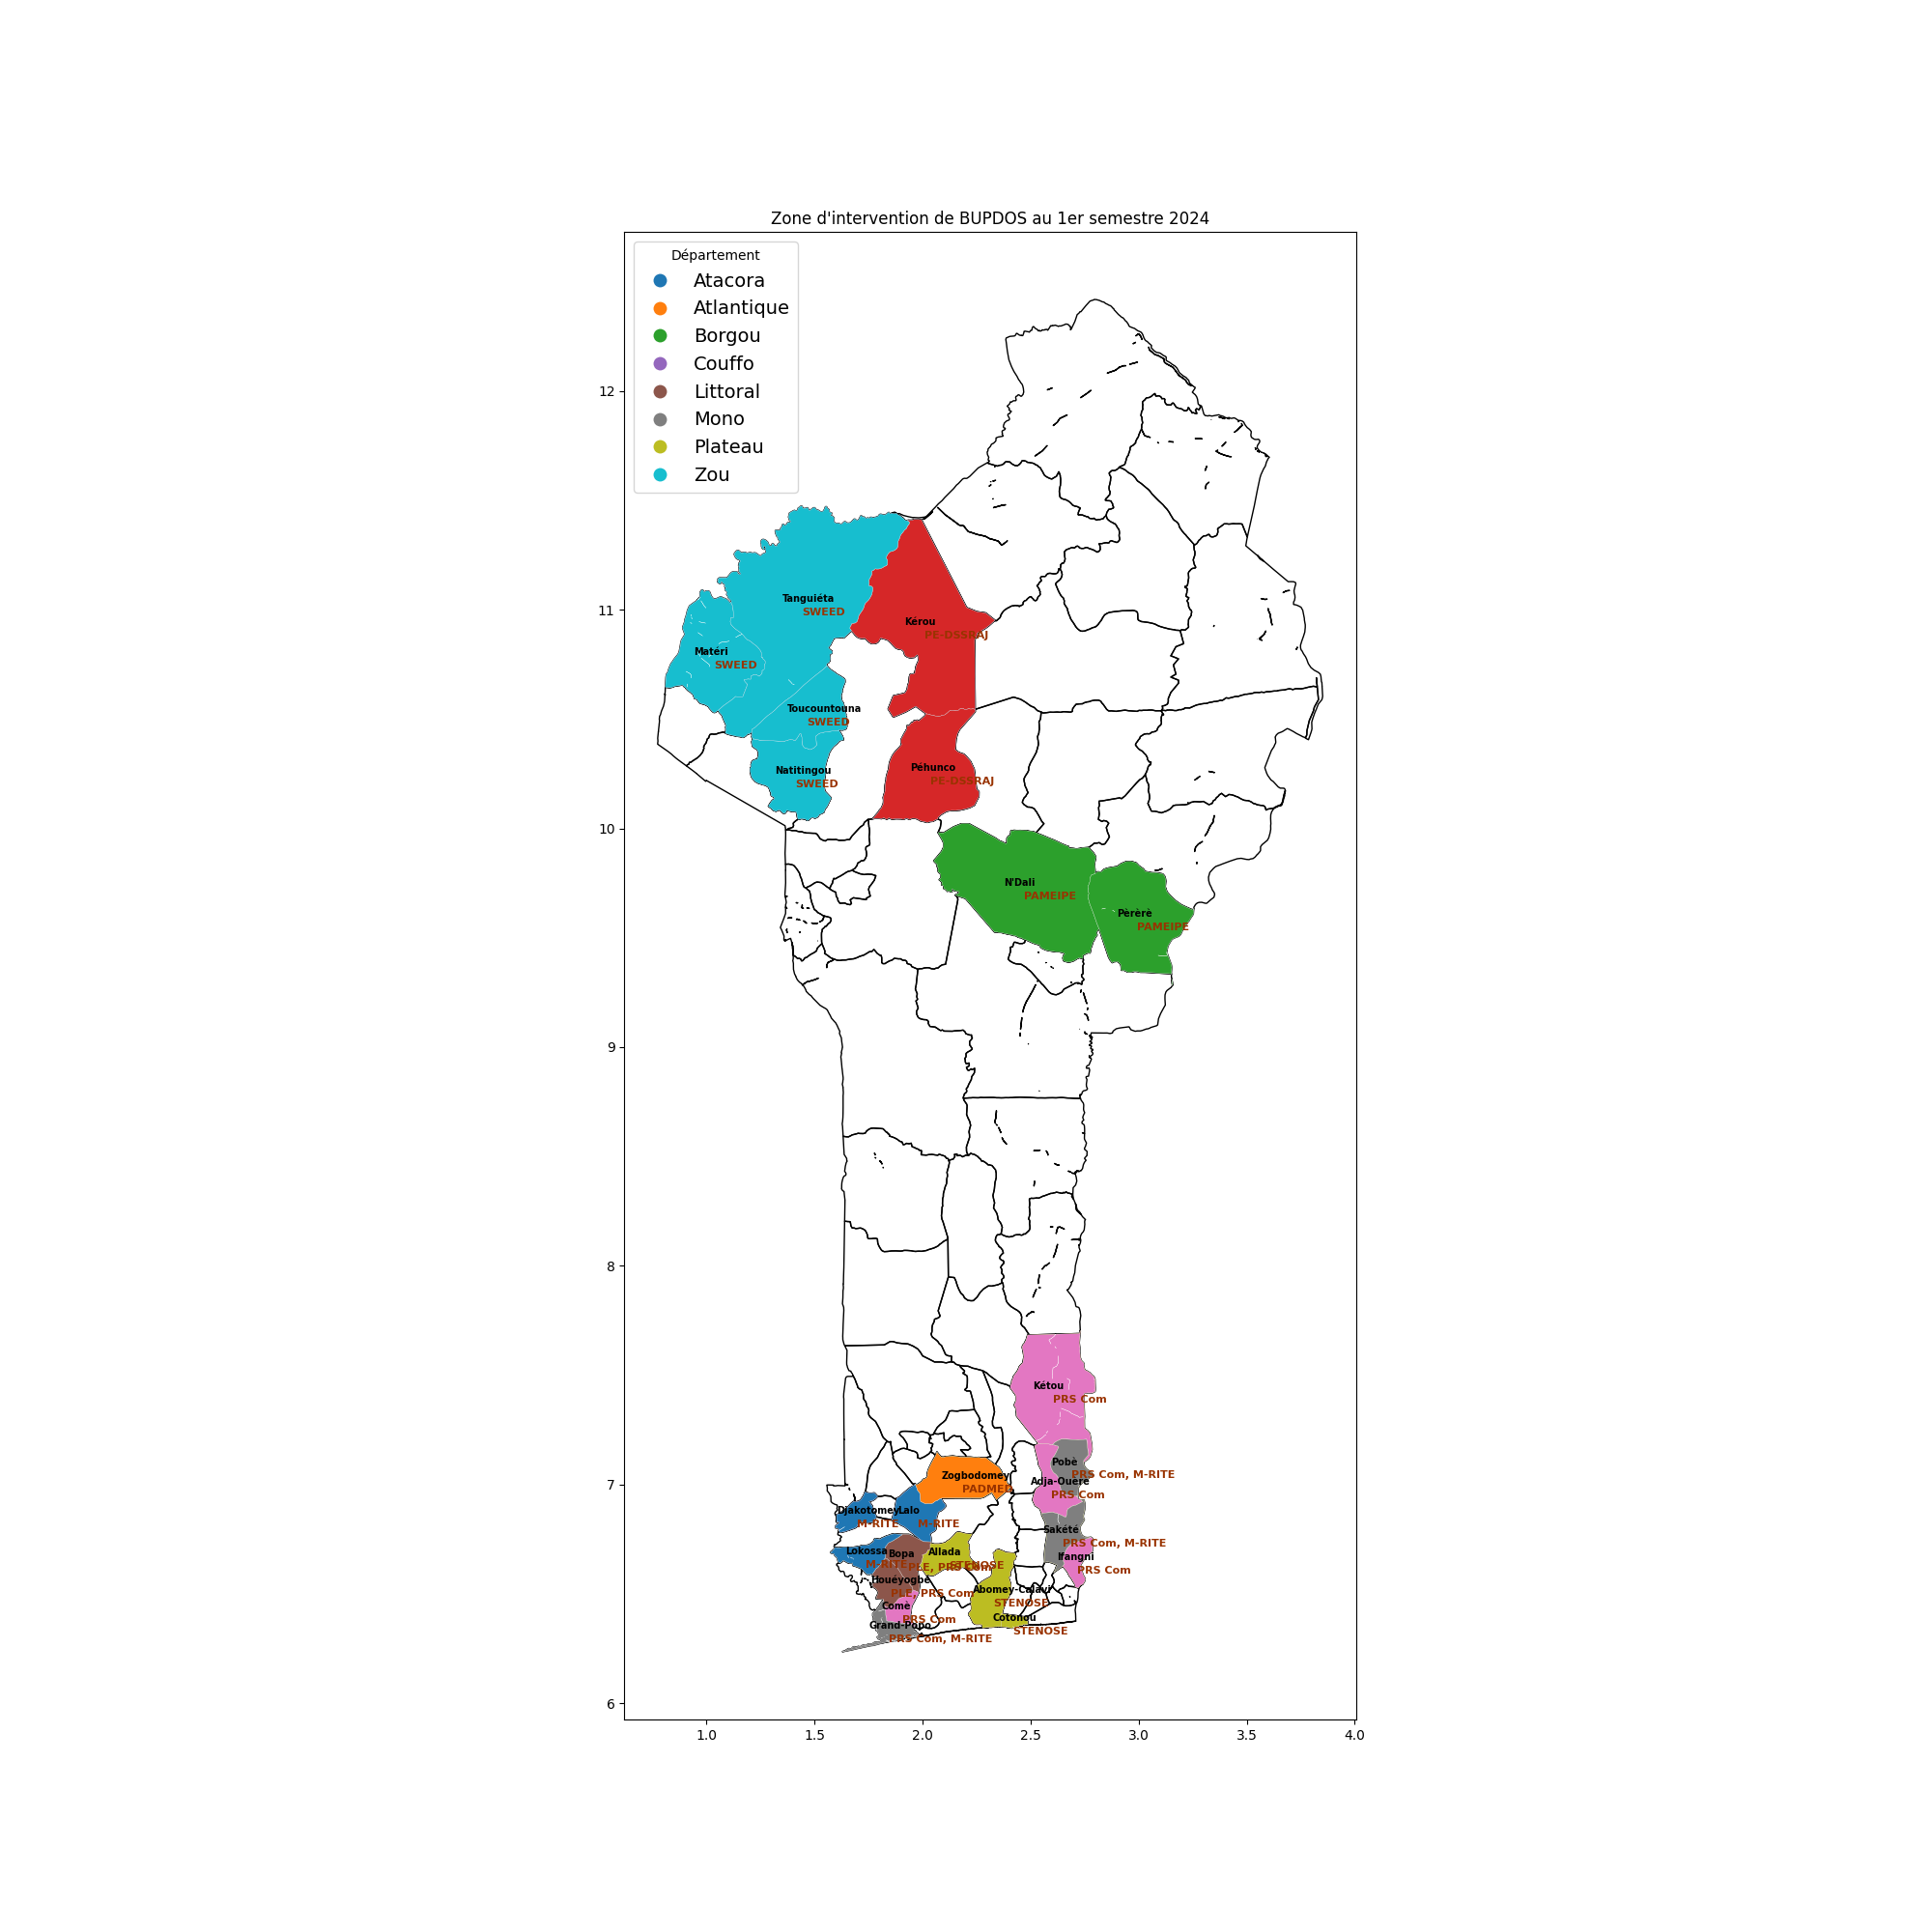 Zone d'intervention de BUPDOS au 1er semestre 2024
Département
Atacora
Atlantique
Borgou
Couffo
Littoral
Mono
Plateau
Zou
12
11
10
9
8
7
6
Tanguiéta
SWEED
Kérou
PE-DSSRAJ
Matéri
SWEED
Toucountouna
SWEED
Natitingou
SWEED
Péhunco
PE-DSSRAJ
N'Dali
PAMEIPE
Pèrèrè
PAMEIPE
Kétou
PRS Com
Pobè
PRS Com, M-RITE
Zogbodomey
PADMED
Adja-Ouèrè
PRS Com
Djakotomey
M-RITE
Lalo
M-RITE
Sakété
PRS Com, M-RITE
Lokossa
M-RITE
Bopa
PLE, PRS Com
Allada
STENOSE
Ifangni
PRS Com
Houéyogbé
PLE, PRS Com
Abomey-Calavi
STENOSE
Comè
PRS Com
Cotonou
STENOSE
Grand-Popo
PRS Com, M-RITE
1.0 1.5 2.0 2.5 3.0 3.5 4.0